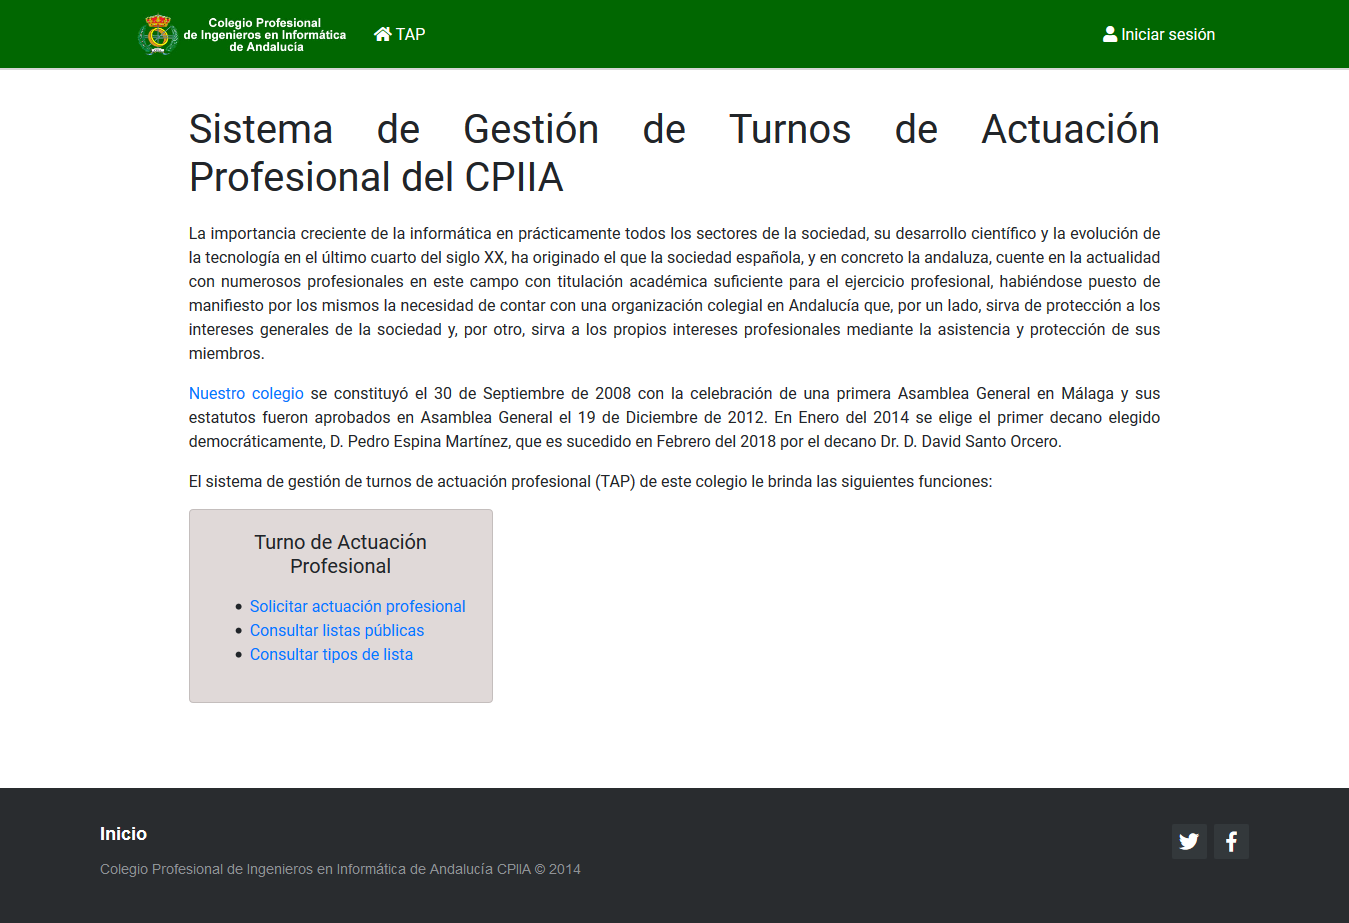 Colegio Profesional
de Ingenieros en Informática
de Andalucía
TAP
Iniciar sesión
Sistema de Gestión de Turnos de Actuación
Profesional del CPIIA
La importancia creciente de la informática en prácticamente todos los sectores de la sociedad, su desarrollo científico y la evolución de
la tecnología en el último cuarto del siglo XX, ha originado el que la sociedad española, y en concreto la andaluza, cuente en la actualidad
con numerosos profesionales en este campo con titulación académica suficiente para el ejercicio profesional, habiéndose puesto de
manifiesto por los mismos la necesidad de contar con una organización colegial en Andalucía que, por un lado, sirva de protección a los
intereses generales de la sociedad y, por otro, sirva a los propios intereses profesionales mediante la asistencia y protección de sus
miembros.
Nuestro colegio se constituyó el 30 de Septiembre de 2008 con la celebración de una primera Asamblea General en Málaga y sus
estatutos fueron aprobados en Asamblea General el 19 de Diciembre de 2012. En Enero del 2014 se elige el primer decano elegido
democráticamente, D. Pedro Espina Martínez, que es sucedido en Febrero del 2018 por el decano Dr. D. David Santo Orcero.
El sistema de gestión de turnos de actuación profesional (TAP) de este colegio le brinda las siguientes funciones:
Turno de Actuación
Profesional
• Solicitar actuación profesional
• Consultar listas públicas
• Consultar tipos de lista
Inicio
Colegio Profesional de Ingenieros en Informática de Andalucía CPIIA © 2014